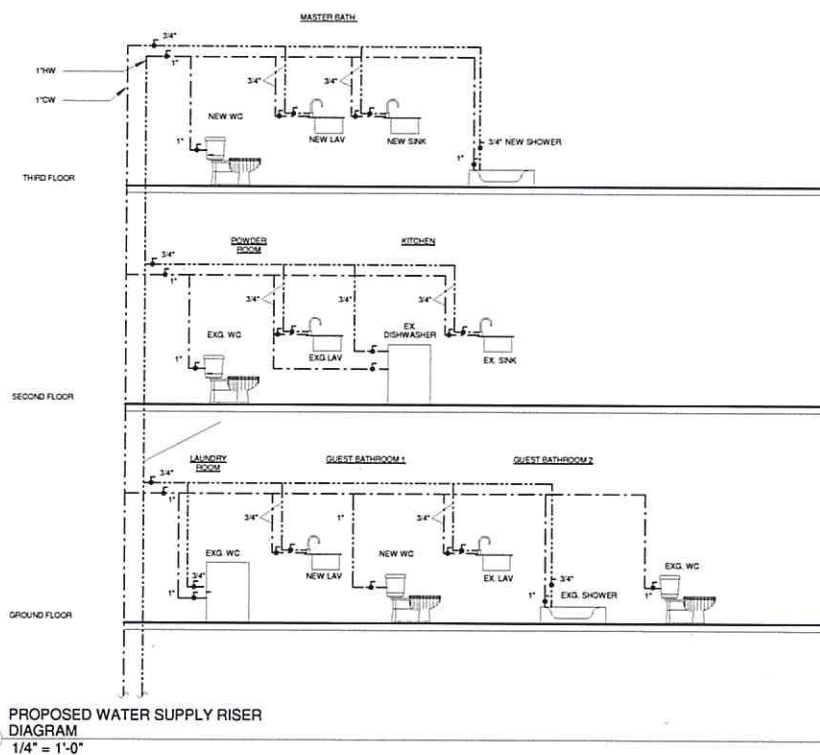 MASTER BATH
3/4"
1"
1"HW
1"CW
3/4"
3/4"
NEW WC
1"
NEW LAV
NEW SINK
3/4" NEW SHOWER
1"
THIRD FLOOR
POWDER
ROOM
KITCHEN
3/4"
1"
3/4"
3/4"
3/4"
EXG. WC
1"
EXG LAV
EX.
DISHWASHER
EX. SINK
SECOND FLOOR
LAUNDRY
ROOM
GUEST BATHROOM 1
GUEST BATHROOM 2
3/4"
1"
3/4"
1"
3/4"
EXG. WC
3/4"
1"
NEW LAV
NEW WC
EX. LAV
3/4"
1"
EXG. SHOWER
EXG. WC
1"
GROUND FLOOR
PROPOSED WATER SUPPLY RISER
DIAGRAM
1/4" = 1'-0"